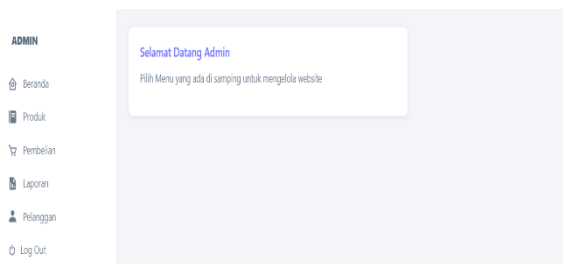 ADMIN
Beranda
Produk
Pembelian
Laporan
Pelanggan
Log Out
Selamat Datang Admin
Pilih Menu yang ada di samping untuk mengelola website